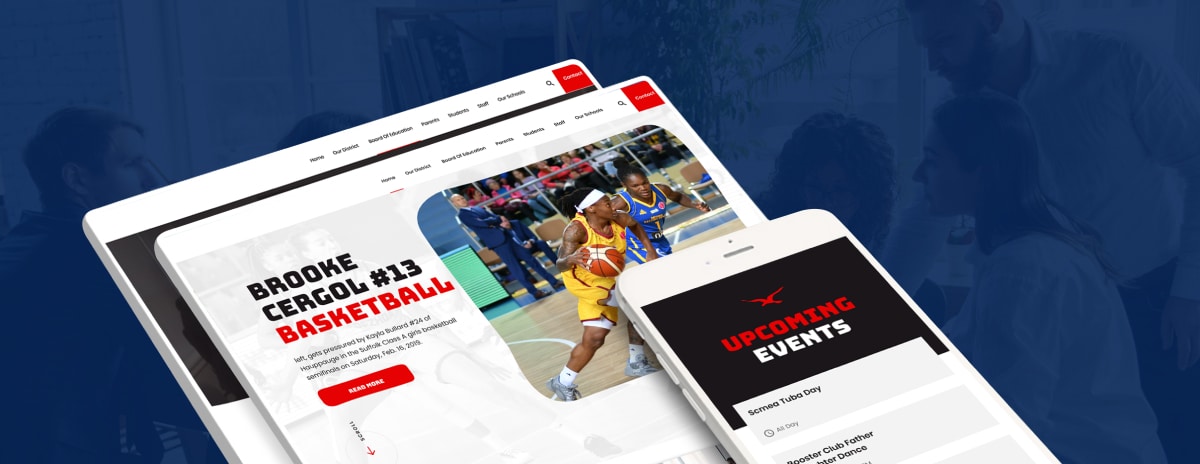 Home Our District Board Of Education Parents Students Staff Our Schools Contact
Home Our District Board Of Education Parents Students Staff Our Schools Contact
BROOKE
CERGOL #13
BASKETBALL
left, gets pressured by Kayla Bullard #24 of
Hauppauge in the Suffolk Class A girls basketball
semifinals on Saturday, Feb. 16, 2019.
READ MORE
SCROLL
UPCOMING
EVENTS
Scmea Tuba Day
All Day
Booster Club Father
Dance